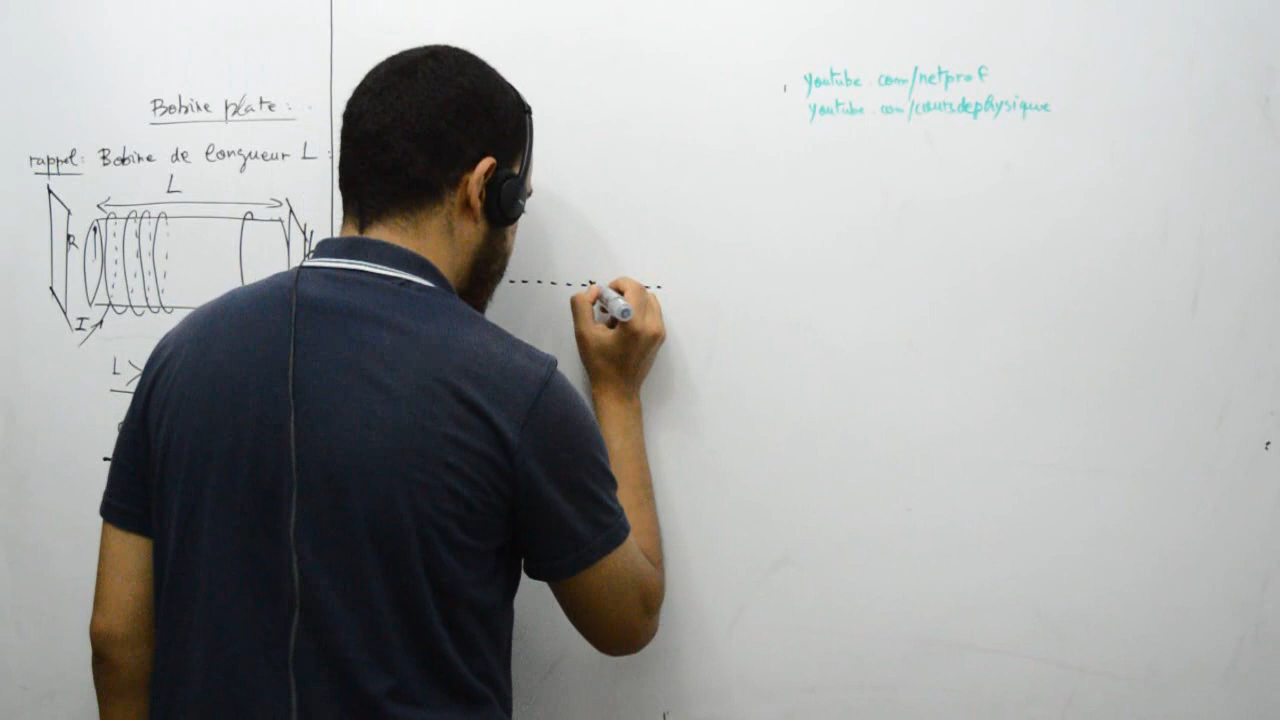 Bobine plate :
rappel : Bobine de longueur L :
L
R
I
L >
youtube.com/netprof
youtube.com/coursdephysique